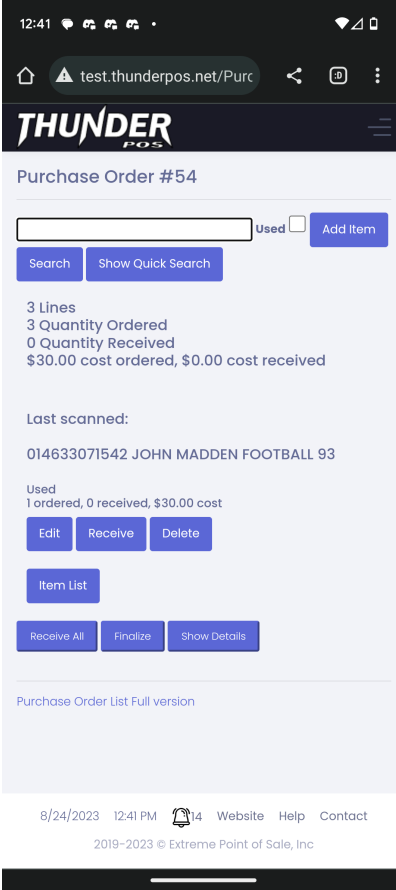 12:41
test.thunderpos.net/Purc
:D
THUNDER
POS
Purchase Order #54
Used
Add Item
Search
Show Quick Search
3 Lines
3 Quantity Ordered
0 Quantity Received
$30.00 cost ordered, $0.00 cost received
Last scanned:
014633071542 JOHN MADDEN FOOTBALL 93
Used
1 ordered, 0 received, $30.00 cost
Edit
Receive
Delete
Item List
Receive All
Finalize
Show Details
Purchase Order List Full version
8/24/2023 12:41 PM 14 Website Help Contact
2019-2023 © Extreme Point of Sale, Inc